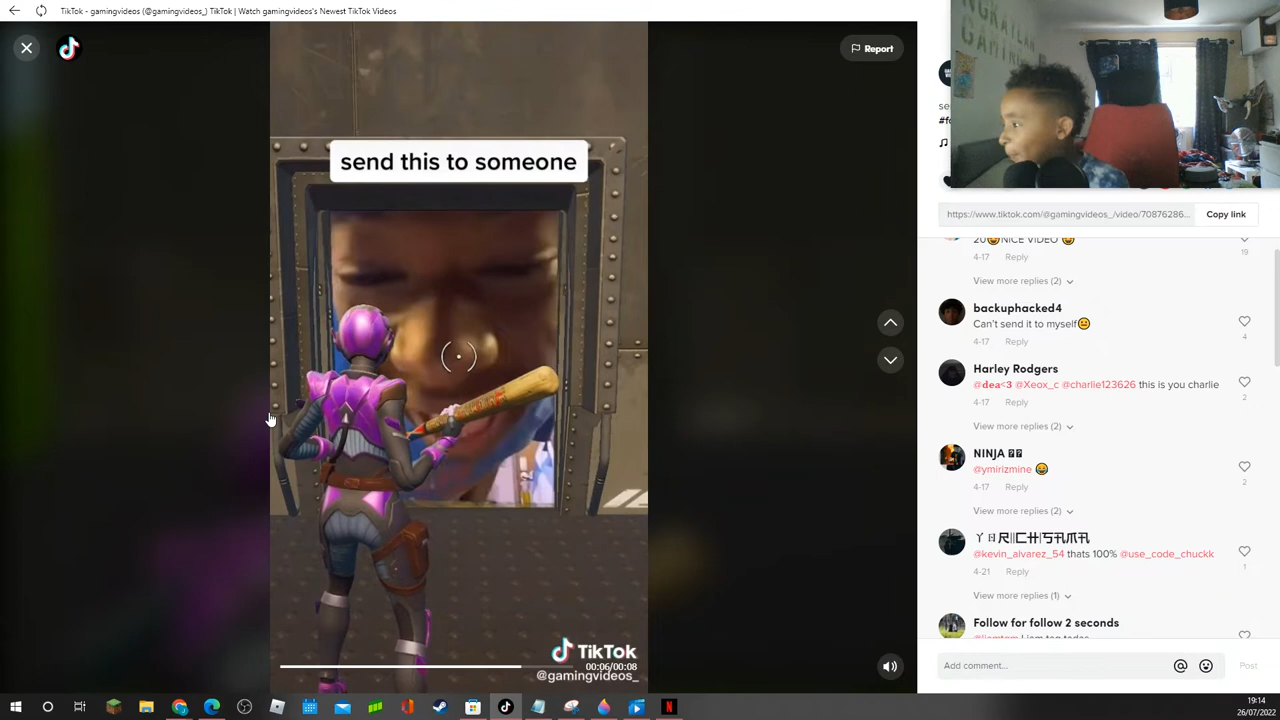 TikTok - gamingvideos (@gamingvideos_) TikTok | Watch gamingvideos's Newest TikTok Videos
Report
send this to someone
TikTok
00:06/00:08
@gamingvideos_
https://www.tiktok.com/@gamingvideos_/video/70876286...
Copy link
20😀NICE VIDEO 😀
19
4-17 Reply
View more replies (2)
backuphacked4
Can't send it to myself😐
4
4-17 Reply
Harley Rodgers
@dea<3 @Xeox_c @charlie123626 this is you charlie
2
4-17 Reply
View more replies (2)
NINJA
@ymirizmine 😂
2
4-17 Reply
View more replies (2)
@kevin_alvarez_54 thats 100% @use_code_chuckk
1
4-21 Reply
View more replies (1)
Follow for follow 2 seconds
Add comment...
Post
19:14
26/07/2022